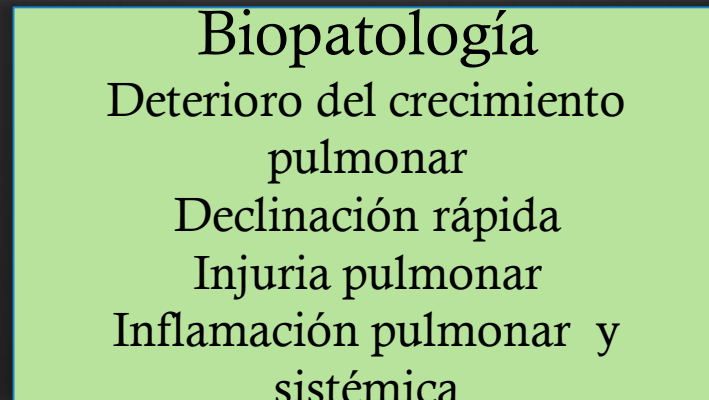 Biopatología
Deterioro del crecimiento
pulmonar
Declinación rápida
Injuria pulmonar
Inflamación pulmonar  y
sistémica